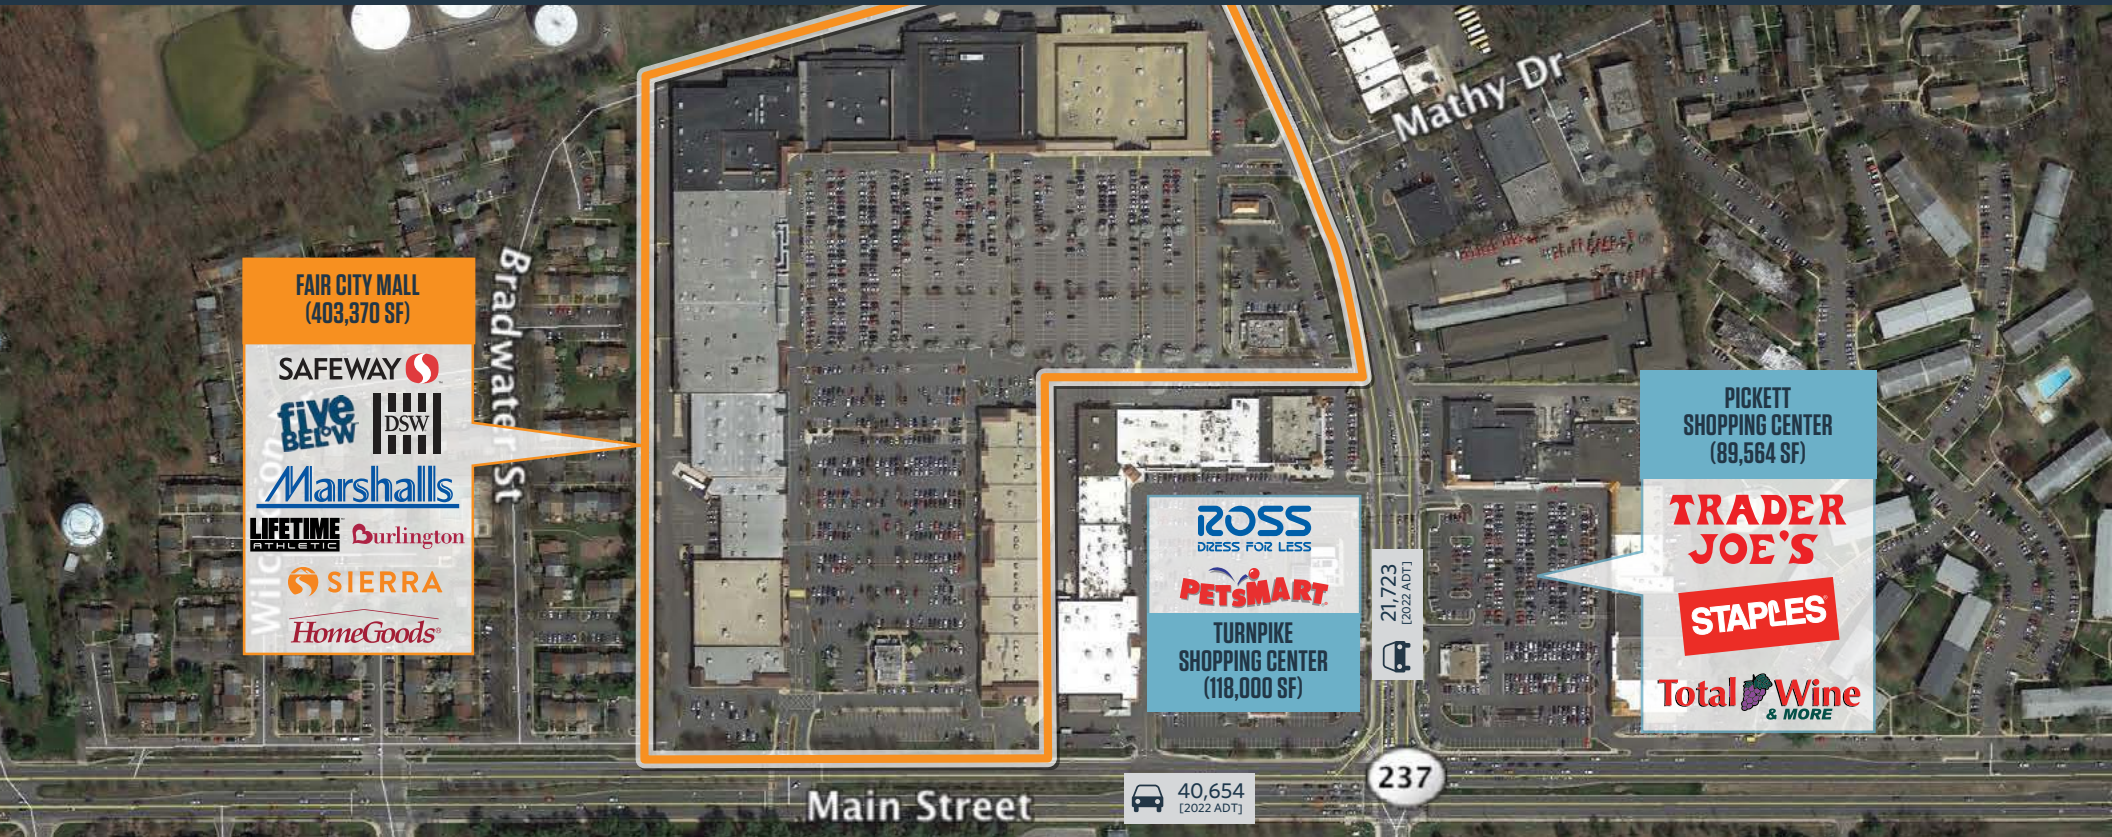 Mathy Dr
Bradwater St
FAIR CITY MALL
(403,370 SF)
SAFEWAY
five
BELOW
DSW
Marshalls
LIFETIME
ATHLETIC
Burlington
SIERRA
HomeGoods
Wilcoxson
ROSS
DRESS FOR LESS
PETSMART
TURNPIKE
SHOPPING CENTER
(118,000 SF)
21,723
[2022 ADT]
PICKETT
SHOPPING CENTER
(89,564 SF)
TRADER
JOE'S
STAPLES
Total Wine
& MORE
237
40,654
[2022 ADT]
Main Street